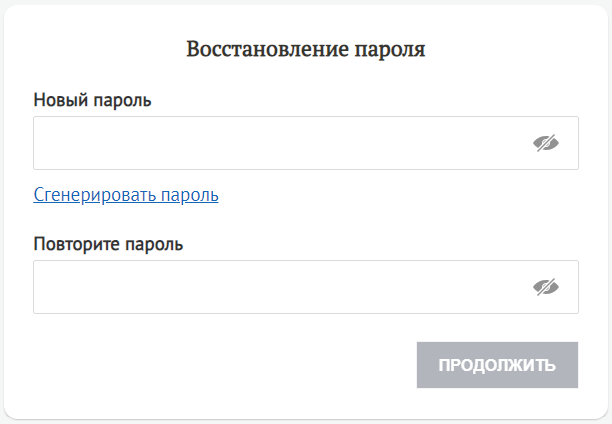 Восстановление пароля
Новый пароль
Сгенерировать пароль
Повторите пароль
ПРОДОЛЖИТЬ